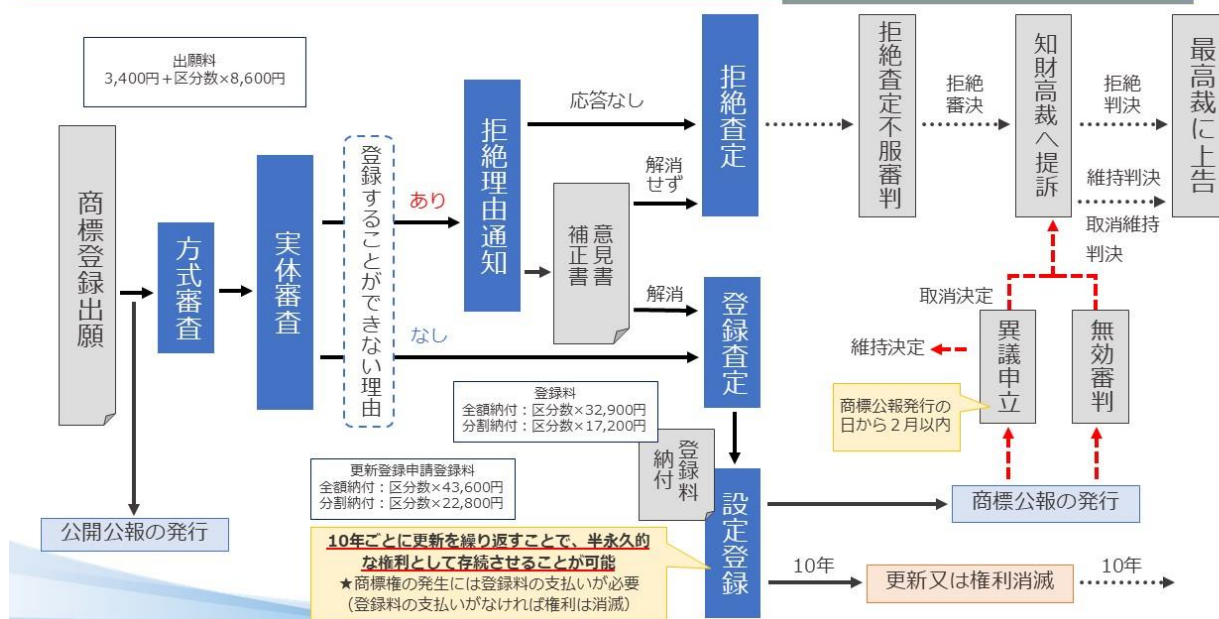 出願料
3,400円＋区分数×8,600円
商標登録出願
方式審査
実体審査
登録することができない理由
あり
なし
拒絶理由通知
応答なし
意見書
補正書
解消
せず
解消
拒絶査定
登録査定
拒絶査定不服審判
拒絶
審決
知財高裁へ提訴
拒絶
判決
維持判決
取消維持
判決
最高裁に上告
取消決定
維持決定
異議申立
無効審判
商標公報発行の
日から２月以内
登録料
全額納付：区分数×32,900円
分割納付：区分数×17,200円
登録料
納付
更新登録申請登録料
全額納付：区分数×43,600円
分割納付：区分数×22,800円
設定登録
商標公報の発行
公開公報の発行
10年ごとに更新を繰り返すことで、半永久的
な権利として存続させることが可能
★商標権の発生には登録料の支払いが必要
（登録料の支払いがなければ権利は消滅）
10年
更新又は権利消滅
10年